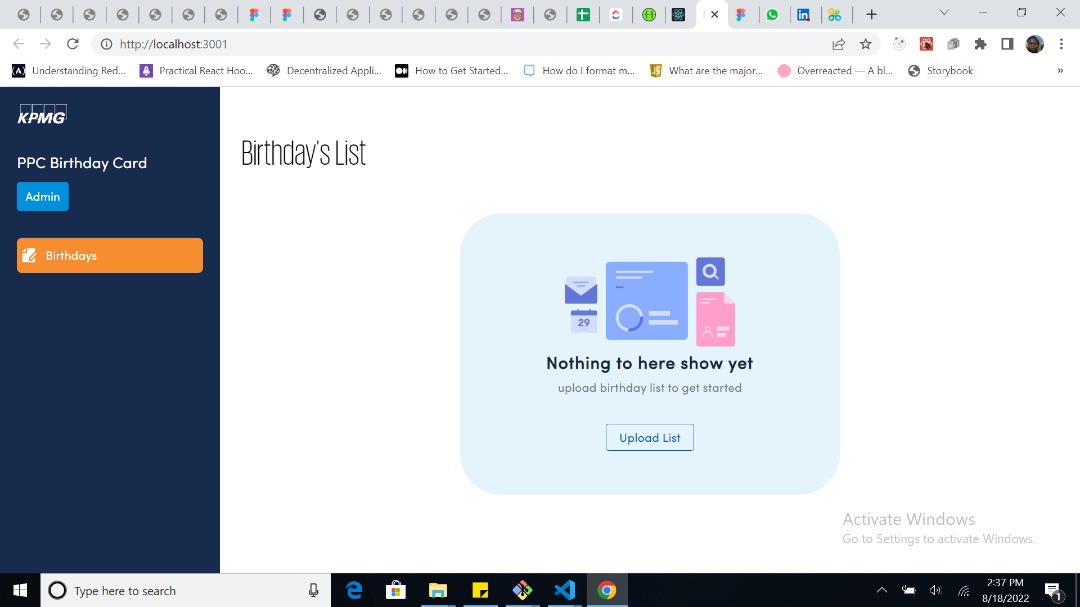 http://localhost:3001
Understanding Red...
Practical React Hoo...
Decentralized Appli...
How to Get Started...
How do I format m...
What are the major...
Overreacted — A bl...
Storybook
»
KPMG
PPC Birthday Card
Admin
Birthdays
Birthday's List
29
Nothing to here show yet
upload birthday list to get started
Upload List
Activate Windows
Go to Settings to activate Windows.
Type here to search
2:37 PM
8/18/2022
1